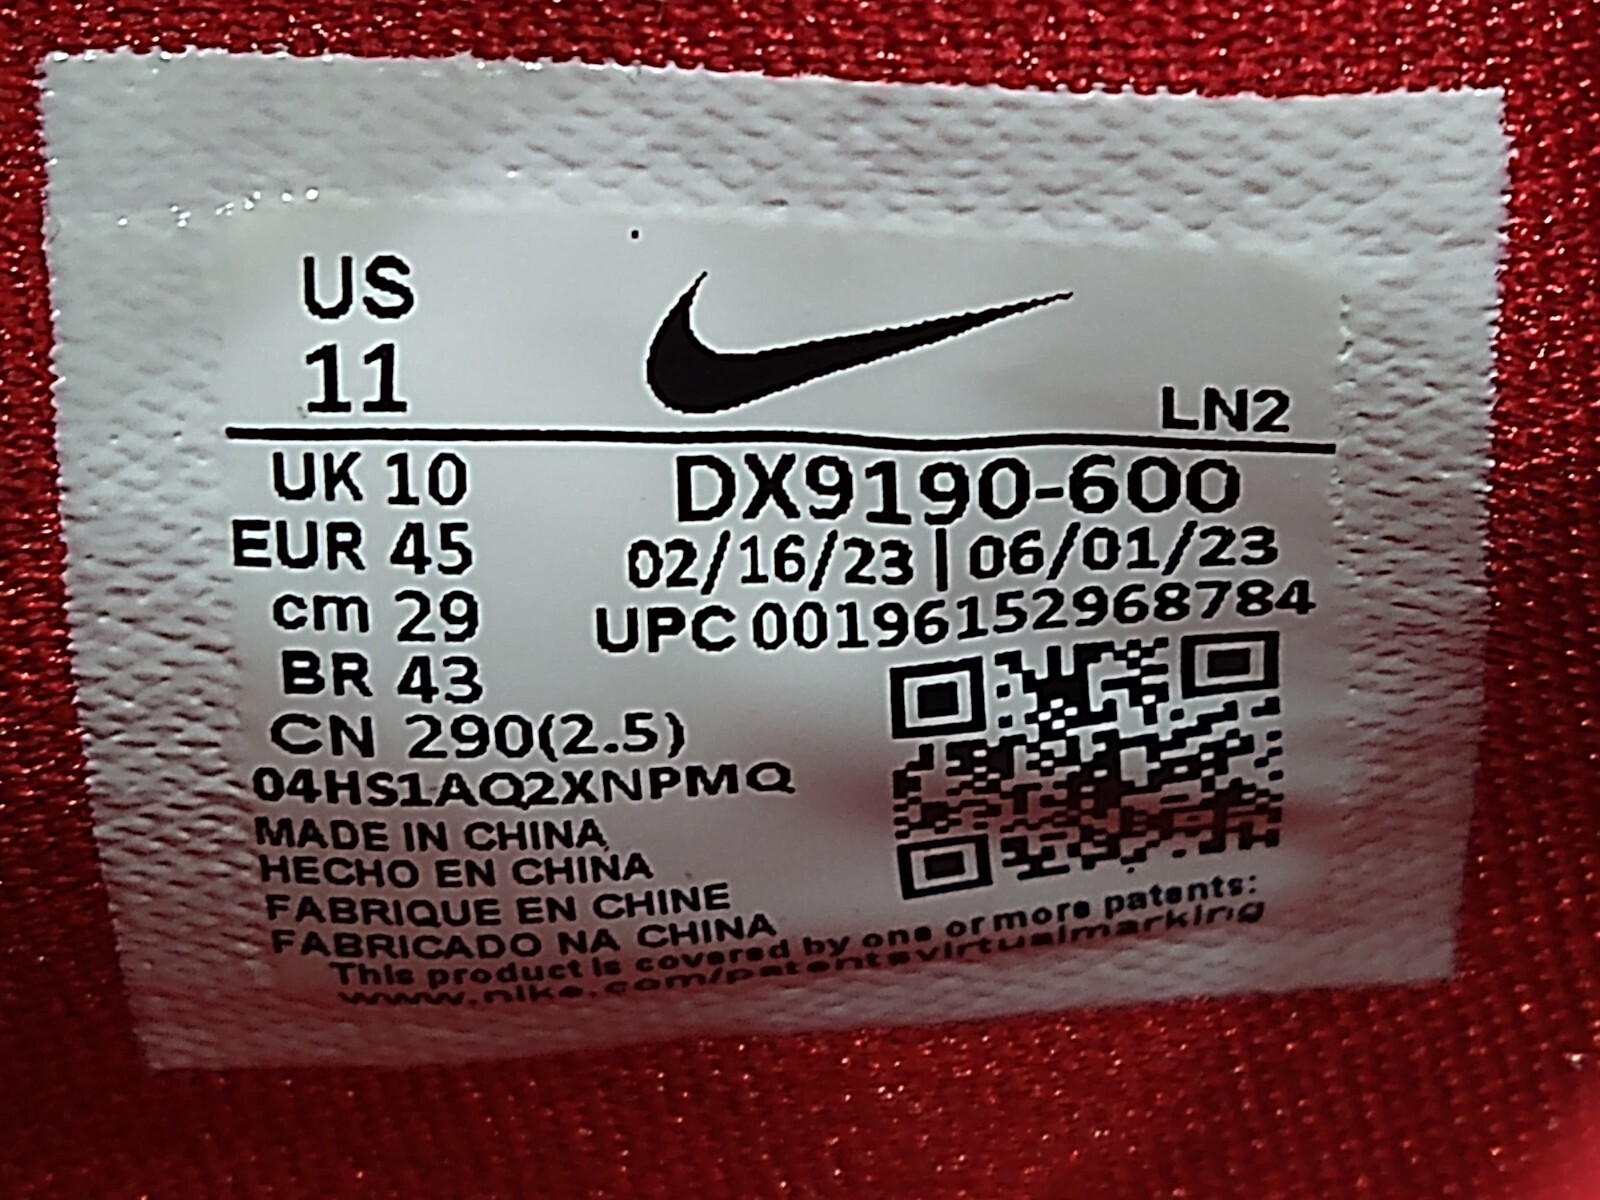 US
11
LN2
UK 10
EUR 45
cm 29
BR 43
CN 290(2.5)
DX9190-600
02/16/23 | 06/01/23
UPC 00196152968784
04HS1AQ2XNPMQ
MADE IN CHINA
HECHO EN CHINA
FABRIQUE EN CHINE
FABRICADO NA CHINA
This product is covered by one or more patents:
www.nike.com/patentsvirtualmarking